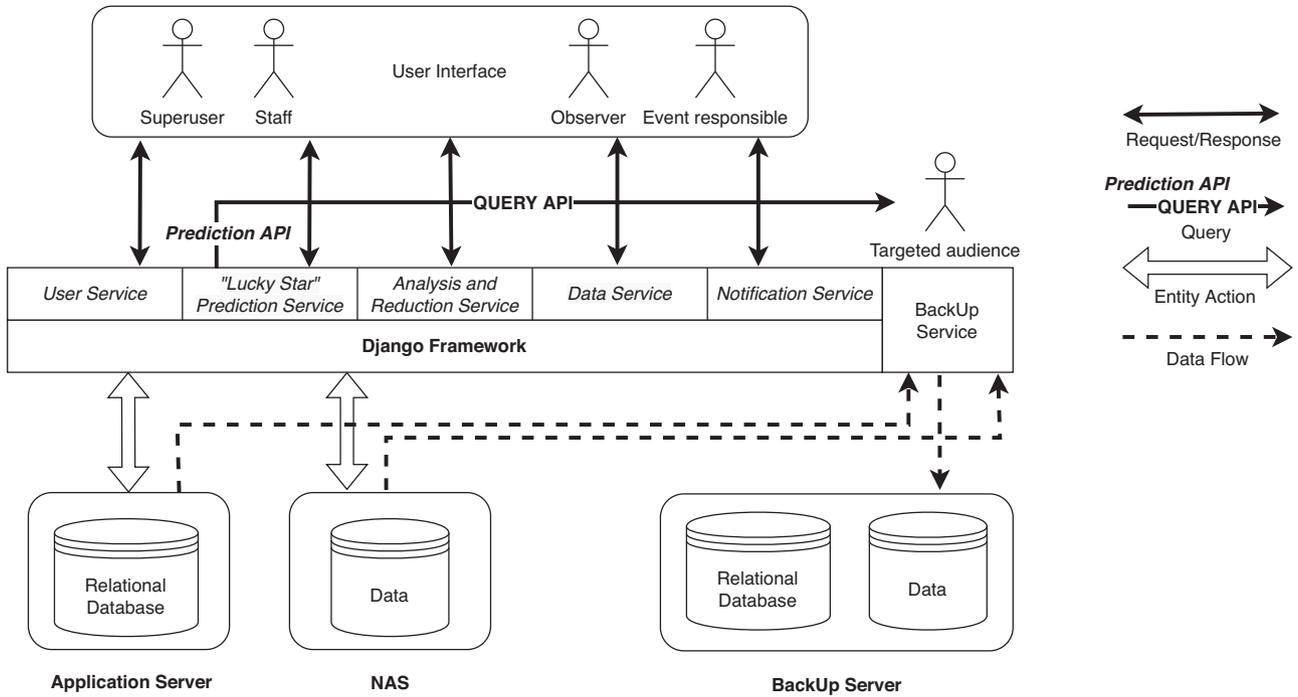 User Interface
Superuser
Staff
Observer
Event responsible
Request/Response
Prediction API
QUERY API
Query
QUERY API
Prediction API
Targeted audience
Entity Action
User Service
"Lucky Star"
Prediction Service
Analysis and
Reduction Service
Data Service
Notification Service
BackUp
Service
Django Framework
Data Flow
Relational
Database
Data
Relational
Database
Data
Application Server
NAS
BackUp Server